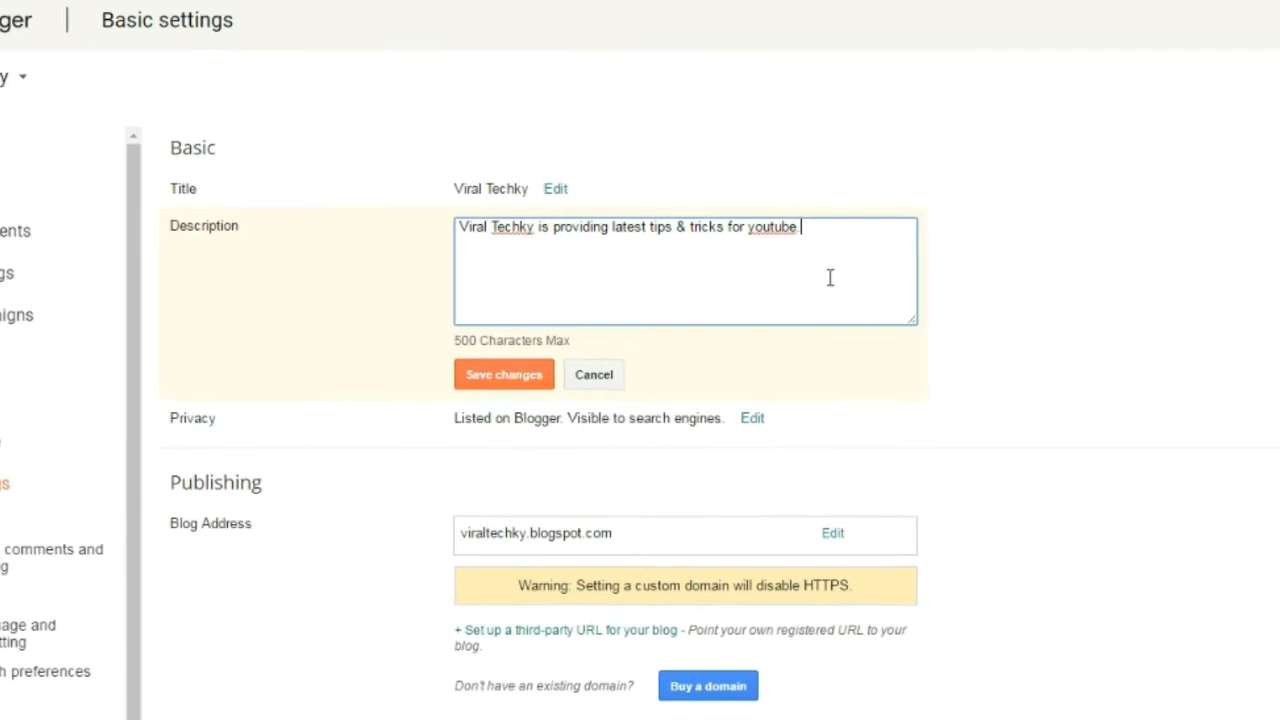 ger | Basic settings
y
Basic
Title Viral Techky Edit
Description Viral Techky is providing latest tips & tricks for youtube.
ents
gs
aigns
500 Characters Max
Save changes Cancel
Privacy Listed on Blogger. Visible to search engines. Edit
gs
Publishing
Blog Address viraltechky.blogspot.com Edit
comments and
g
Warning: Setting a custom domain will disable HTTPS.
uage and
tting
+ Set up a third-party URL for your blog - Point your own registered URL to your
blog.
h preferences
Don't have an existing domain? Buy a domain